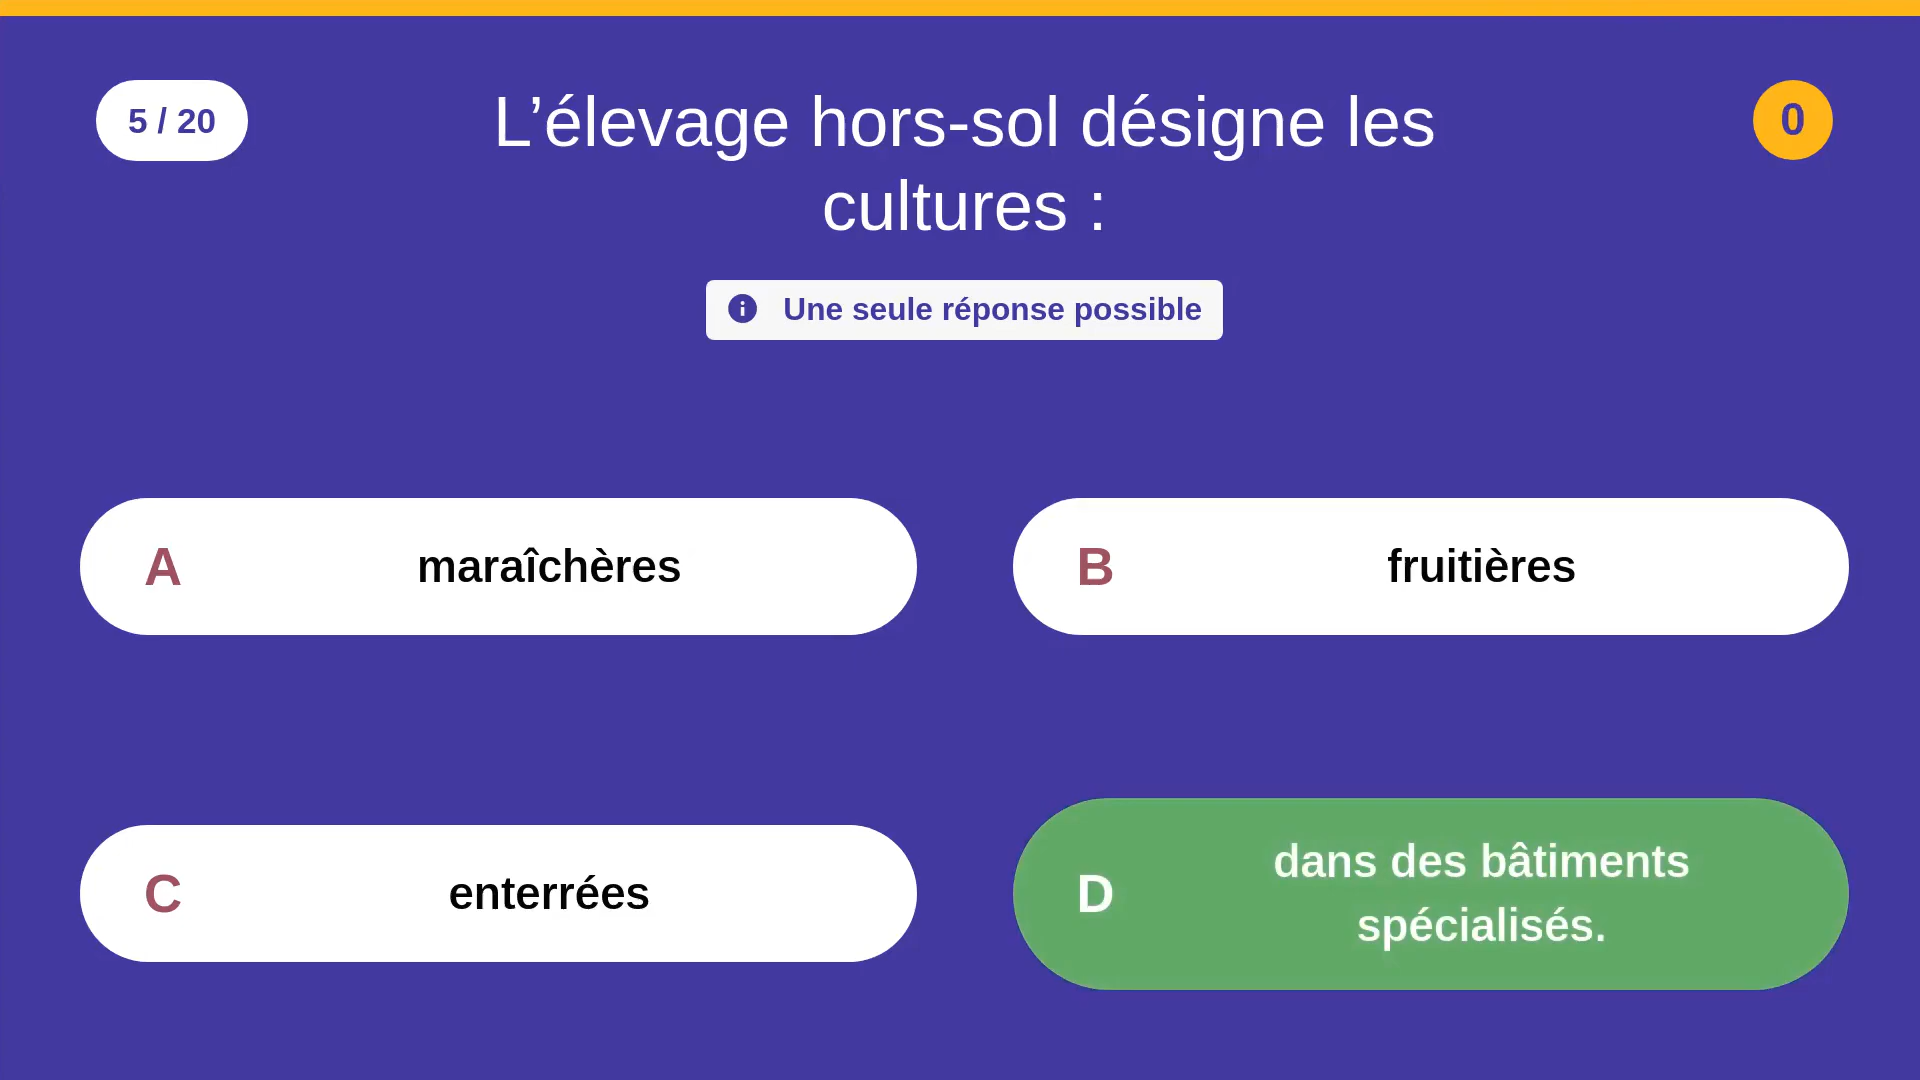 5 / 20
L’élevage hors-sol désigne les
cultures :
0
Une seule réponse possible
A
maraîchères
B
fruitières
C
enterrées
D
dans des bâtiments
spécialisés.